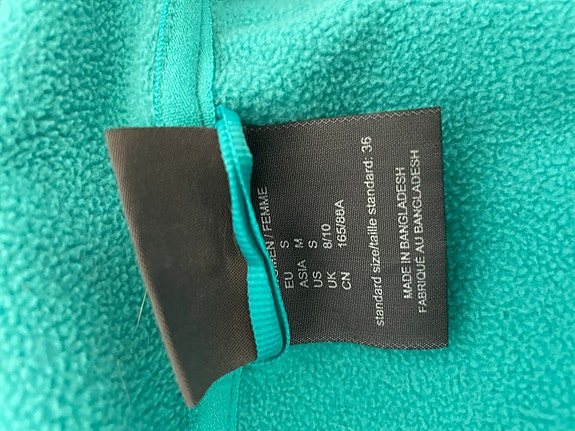 / FEMME
EU S
ASIA M
US S
UK 8/10
CN 165/88A
standard size/taille standard: 36
MADE IN BANGLADESH
FABRIQUÉ AU BANGLADESH